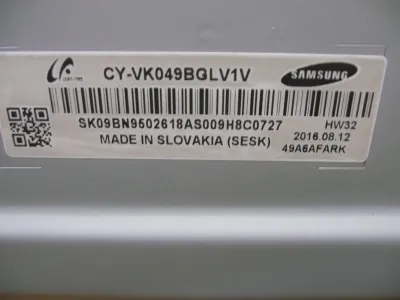 CY-VK049BGLV1V
SAMSUNG
SK09BN9502618AS009H8C0727
HW32
MADE IN SLOVAKIA (SESK)
2016.08.12
49A6AFARK